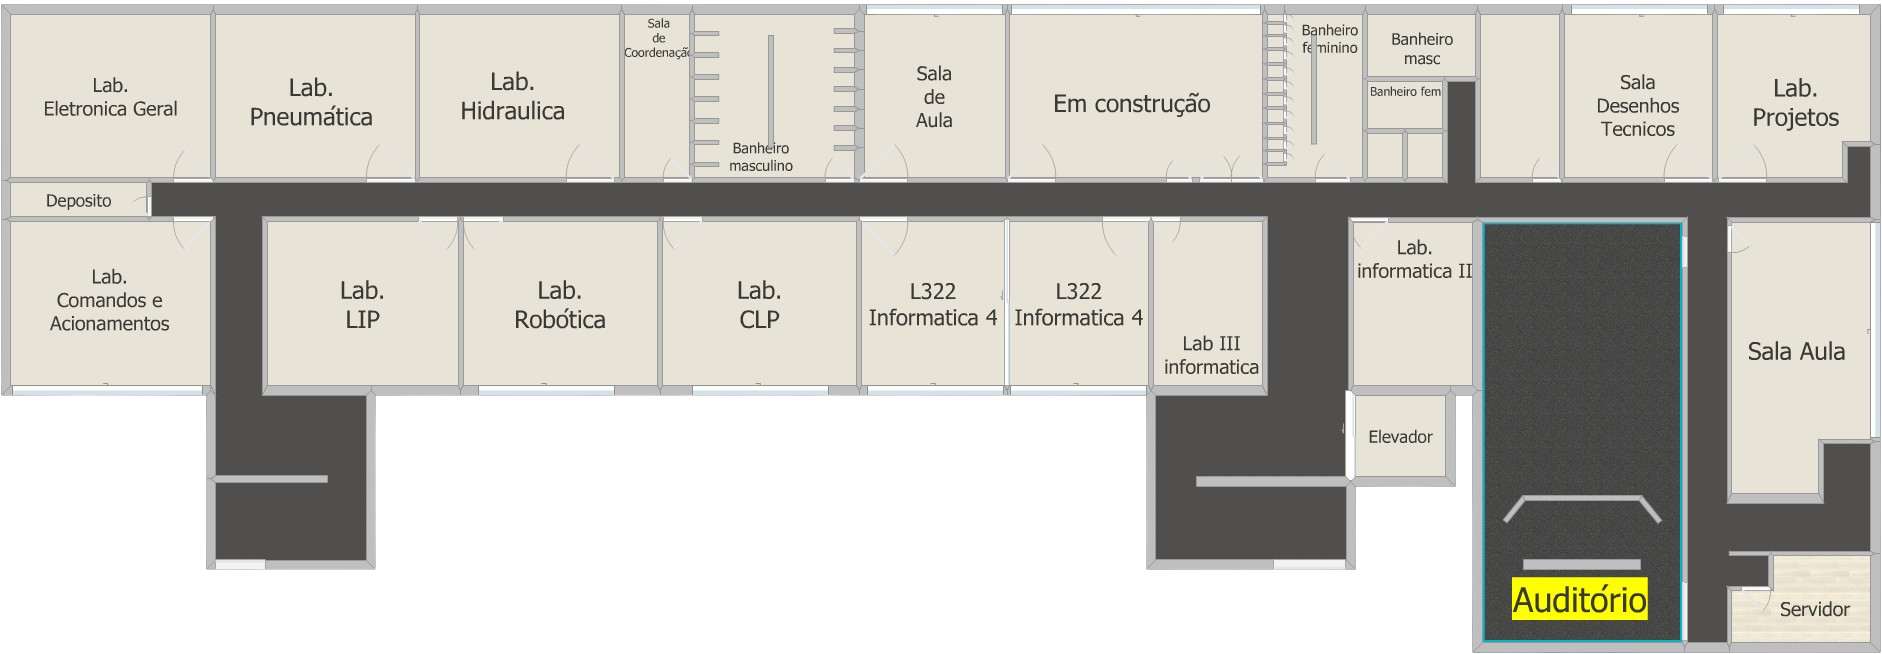 Lab.
Eletronica Geral
Lab.
Pneumática
Lab.
Hidraulica
Sala
de
Coordenação
Banheiro
masculino
Sala
de
Aula
Em construção
Banheiro
feminino
Banheiro
masc
Banheiro fem
Sala
Desenhos
Tecnicos
Lab.
Projetos
Deposito
Lab.
Comandos e
Acionamentos
Lab.
LIP
Lab.
Robótica
Lab.
CLP
L322
Informatica 4
L322
Informatica 4
Lab III
informatica
Lab.
informatica II
Elevador
Sala Aula
Auditório
Servidor